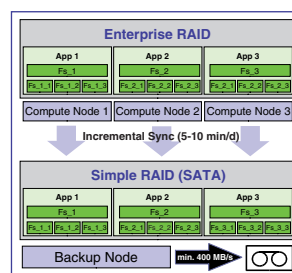 Enterprise RAID
App 1 App 2 App 3
Fs_1 Fs_2 Fs_3
Fs_1_1 Fs_1_2 Fs_1_3 Fs_2_1 Fs_2_2 Fs_2_3 Fs_2_1 Fs_2_2 Fs_2_3
Compute Node 1 Compute Node 2 Compute Node 3
Incremental Sync (5-10 min/d)
Simple RAID (SATA)
App 1 App 2 App 3
Fs_1 Fs_2 Fs_3
Fs_1_1 Fs_1_2 Fs_1_3 Fs_2_1 Fs_2_2 Fs_2_3 Fs_3_1 Fs_3_2 Fs_3_3
Backup Node min. 400 MB/s